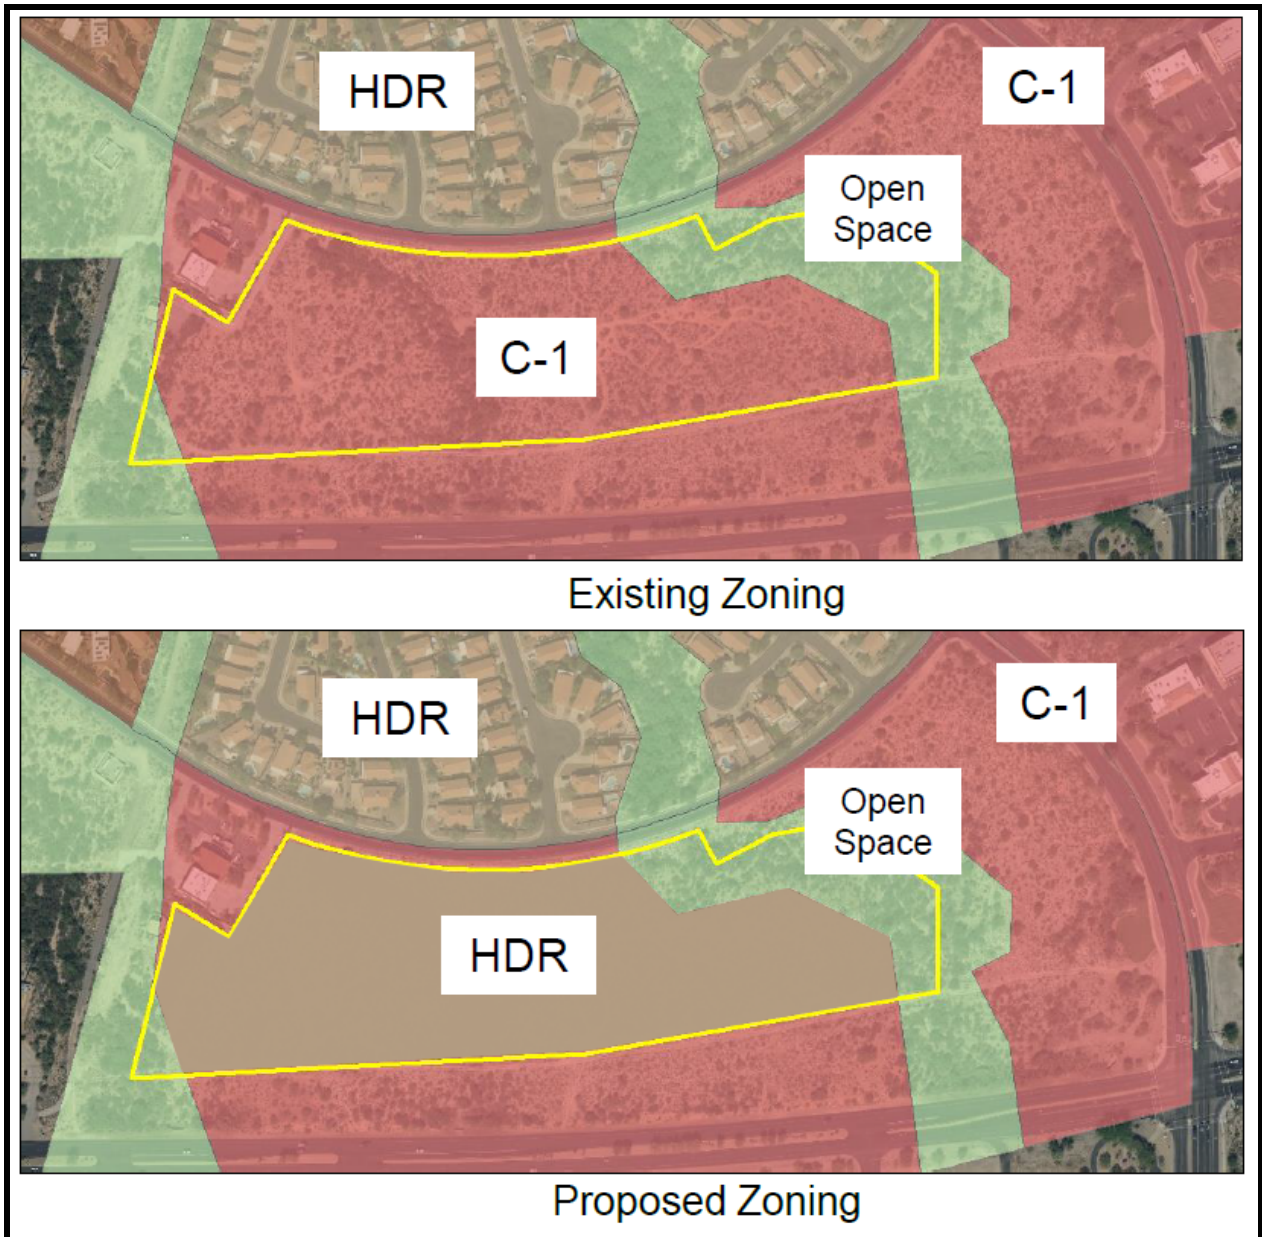 HDR
C-1
Open
Space
C-1
Existing Zoning
HDR
C-1
Open
Space
HDR
Proposed Zoning